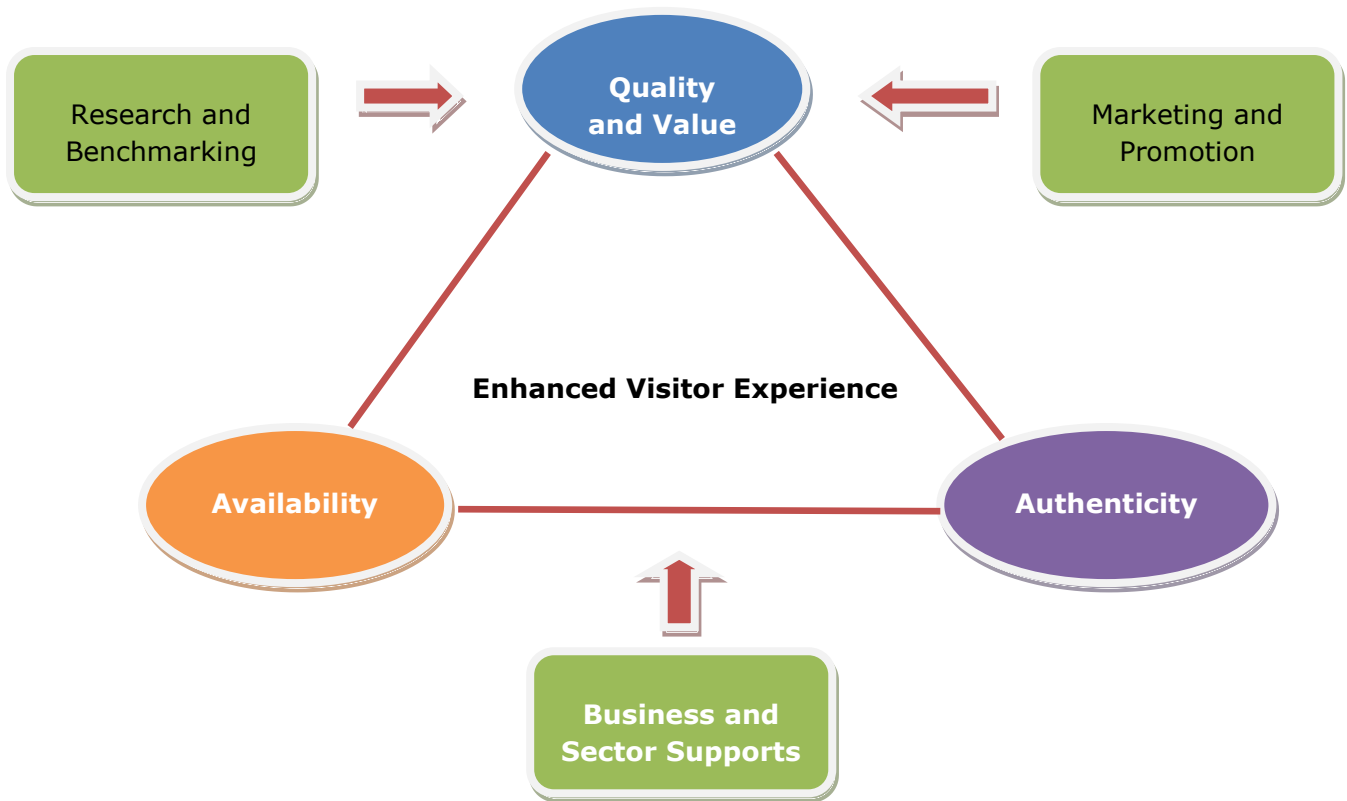 Quality
and Value
Research and
Benchmarking
Marketing and
Promotion
Enhanced Visitor Experience
Availability
Authenticity
Business and
Sector Supports